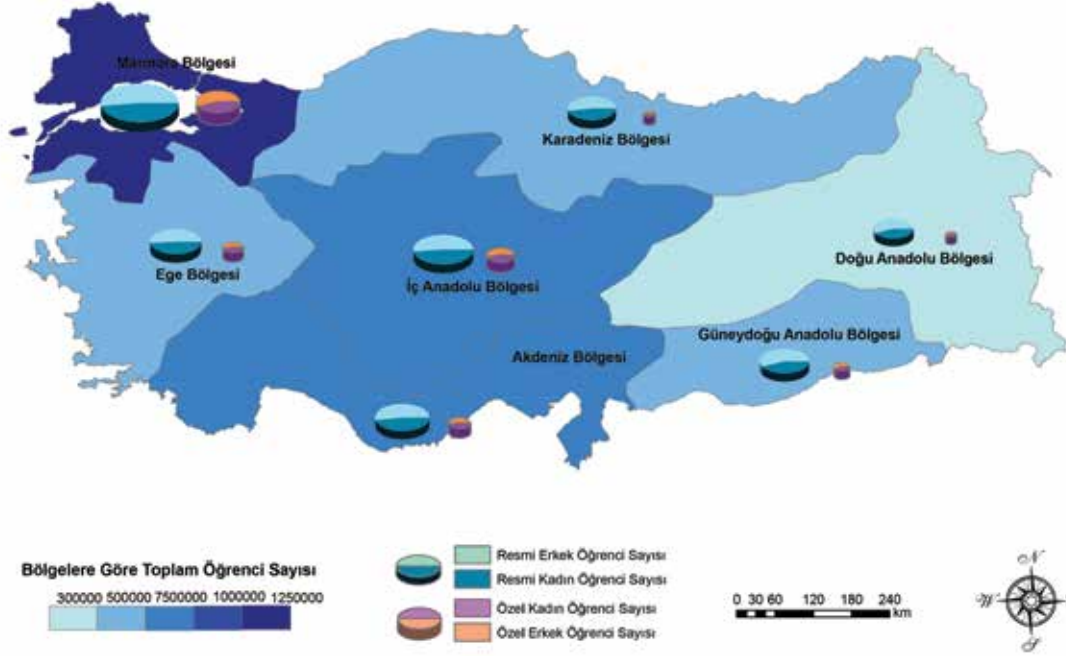 Marmara Bölgesi
Karadeniz Bölgesi
Ege Bölgesi
İç Anadolu Bölgesi
Doğu Anadolu Bölgesi
Güneydoğu Anadolu Bölgesi
Akdeniz Bölgesi
Bölgelere Göre Toplam Öğrenci Sayısı
300000 500000 7500000 1000000 1250000
Resmi Erkek Öğrenci Sayısı
Resmi Kadın Öğrenci Sayısı
Özel Kadın Öğrenci Sayısı
Özel Erkek Öğrenci Sayısı
0 30 60 120 180 240
km
N
W
S